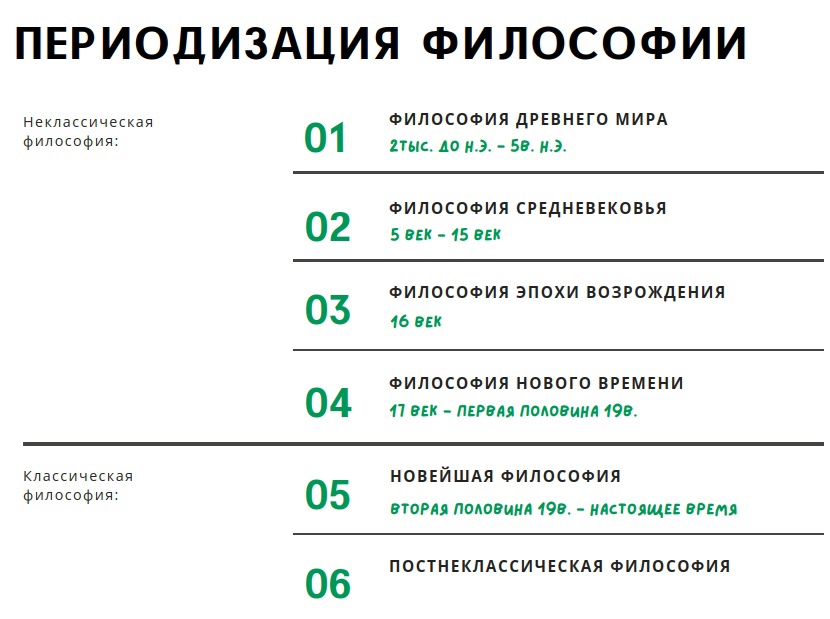 ПЕРИОДИЗАЦИЯ ФИЛОСОФИИ
Неклассическая
философия:
01
ФИЛОСОФИЯ ДРЕВНЕГО МИРА
2ТЫС. ДО Н.Э. – 5В. Н.Э.
02
ФИЛОСОФИЯ СРЕДНЕВЕКОВЬЯ
5 ВЕК – 15 ВЕК
03
ФИЛОСОФИЯ ЭПОХИ ВОЗРОЖДЕНИЯ
16 ВЕК
04
ФИЛОСОФИЯ НОВОГО ВРЕМЕНИ
17 ВЕК – ПЕРВАЯ ПОЛОВИНА 19В.
Классическая
философия:
05
НОВЕЙШАЯ ФИЛОСОФИЯ
ВТОРАЯ ПОЛОВИНА 19В. – НАСТОЯЩЕЕ ВРЕМЯ
06
ПОСТНЕКЛАССИЧЕСКАЯ ФИЛОСОФИЯ